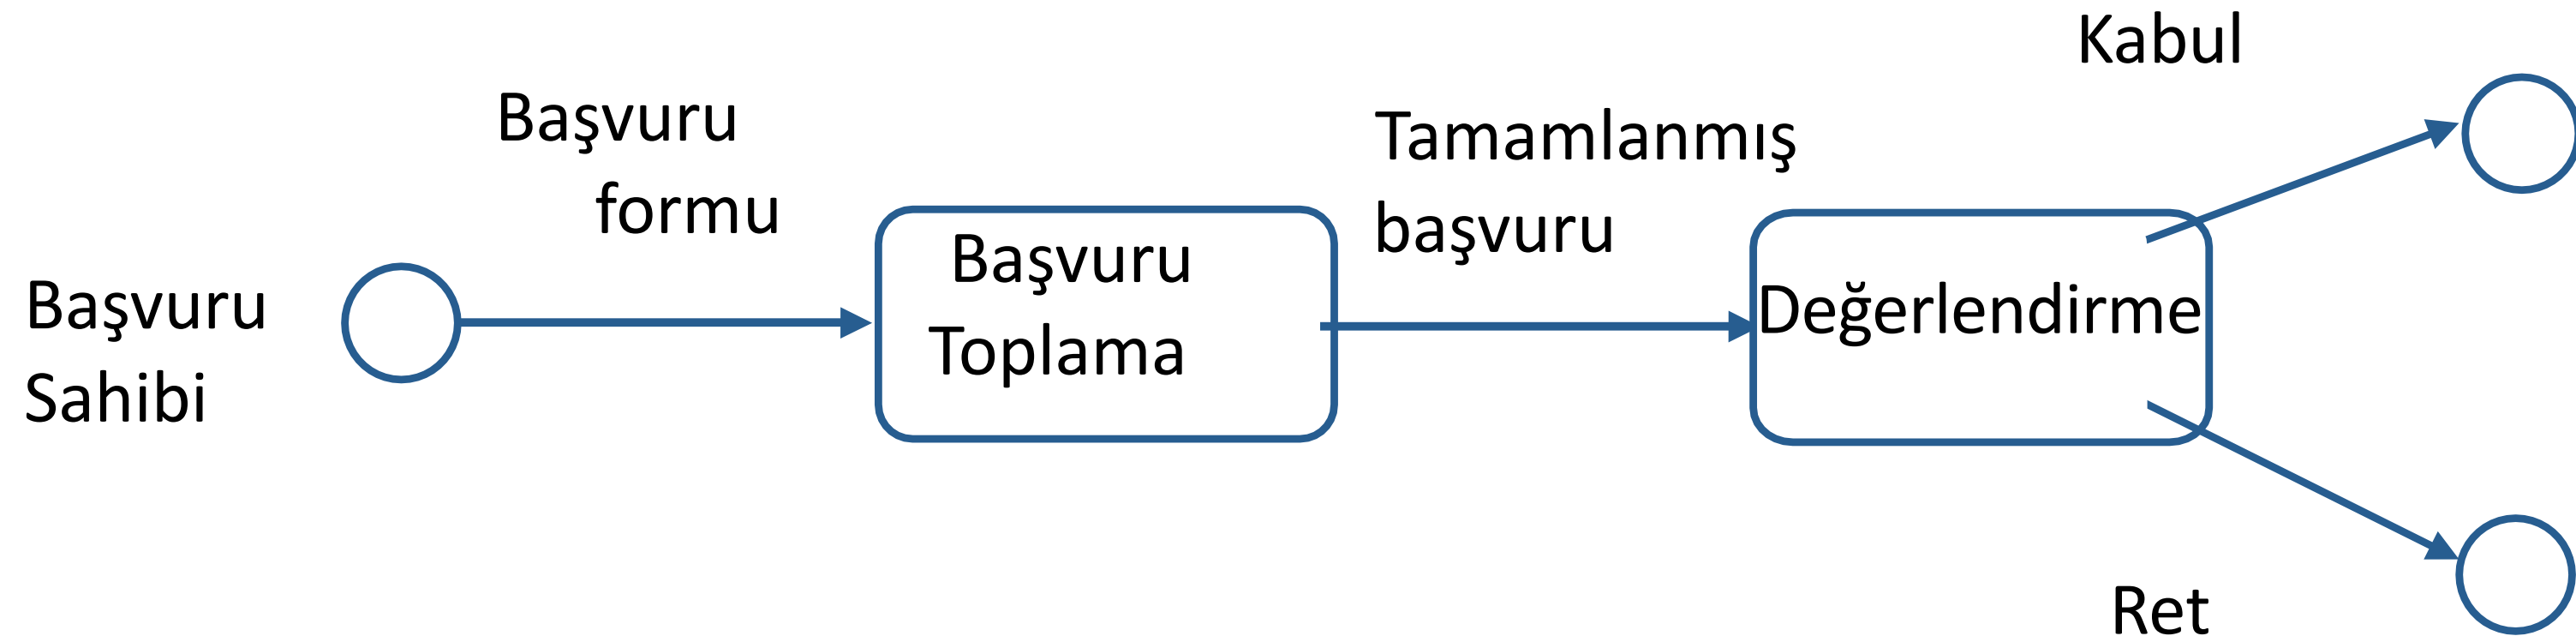 Başvuru
Sahibi
Başvuru
formu
Başvuru
Toplama
Tamamlanmış
başvuru
Değerlendirme
Kabul
Ret